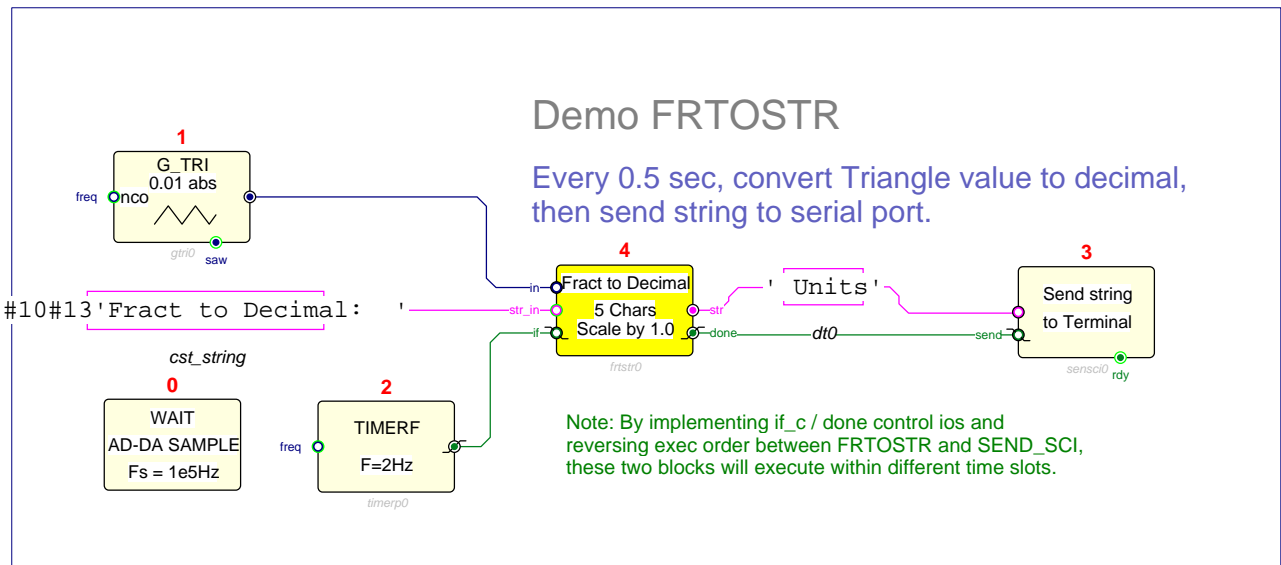 Demo FRTOSTR
Every 0.5 sec, convert Triangle value to decimal,
then send string to serial port.
1
G_TRI
0.01 abs
freq
nco
gtri0
saw
4
in
Fract to Decimal
str_in
5 Chars
Scale by 1.0
if
str
done
frtstr0
' Units'
dt0
3
Send string
to Terminal
send
sensci0
rdy
#10#13'Fract to Decimal:  '
cst_string
0
WAIT
AD-DA SAMPLE
Fs = 1e5Hz
2
freq
TIMERF
F=2Hz
timerp0
Note: By implementing if_c / done control ios and
reversing exec order between FRTOSTR and SEND_SCI,
these two blocks will execute within different time slots.